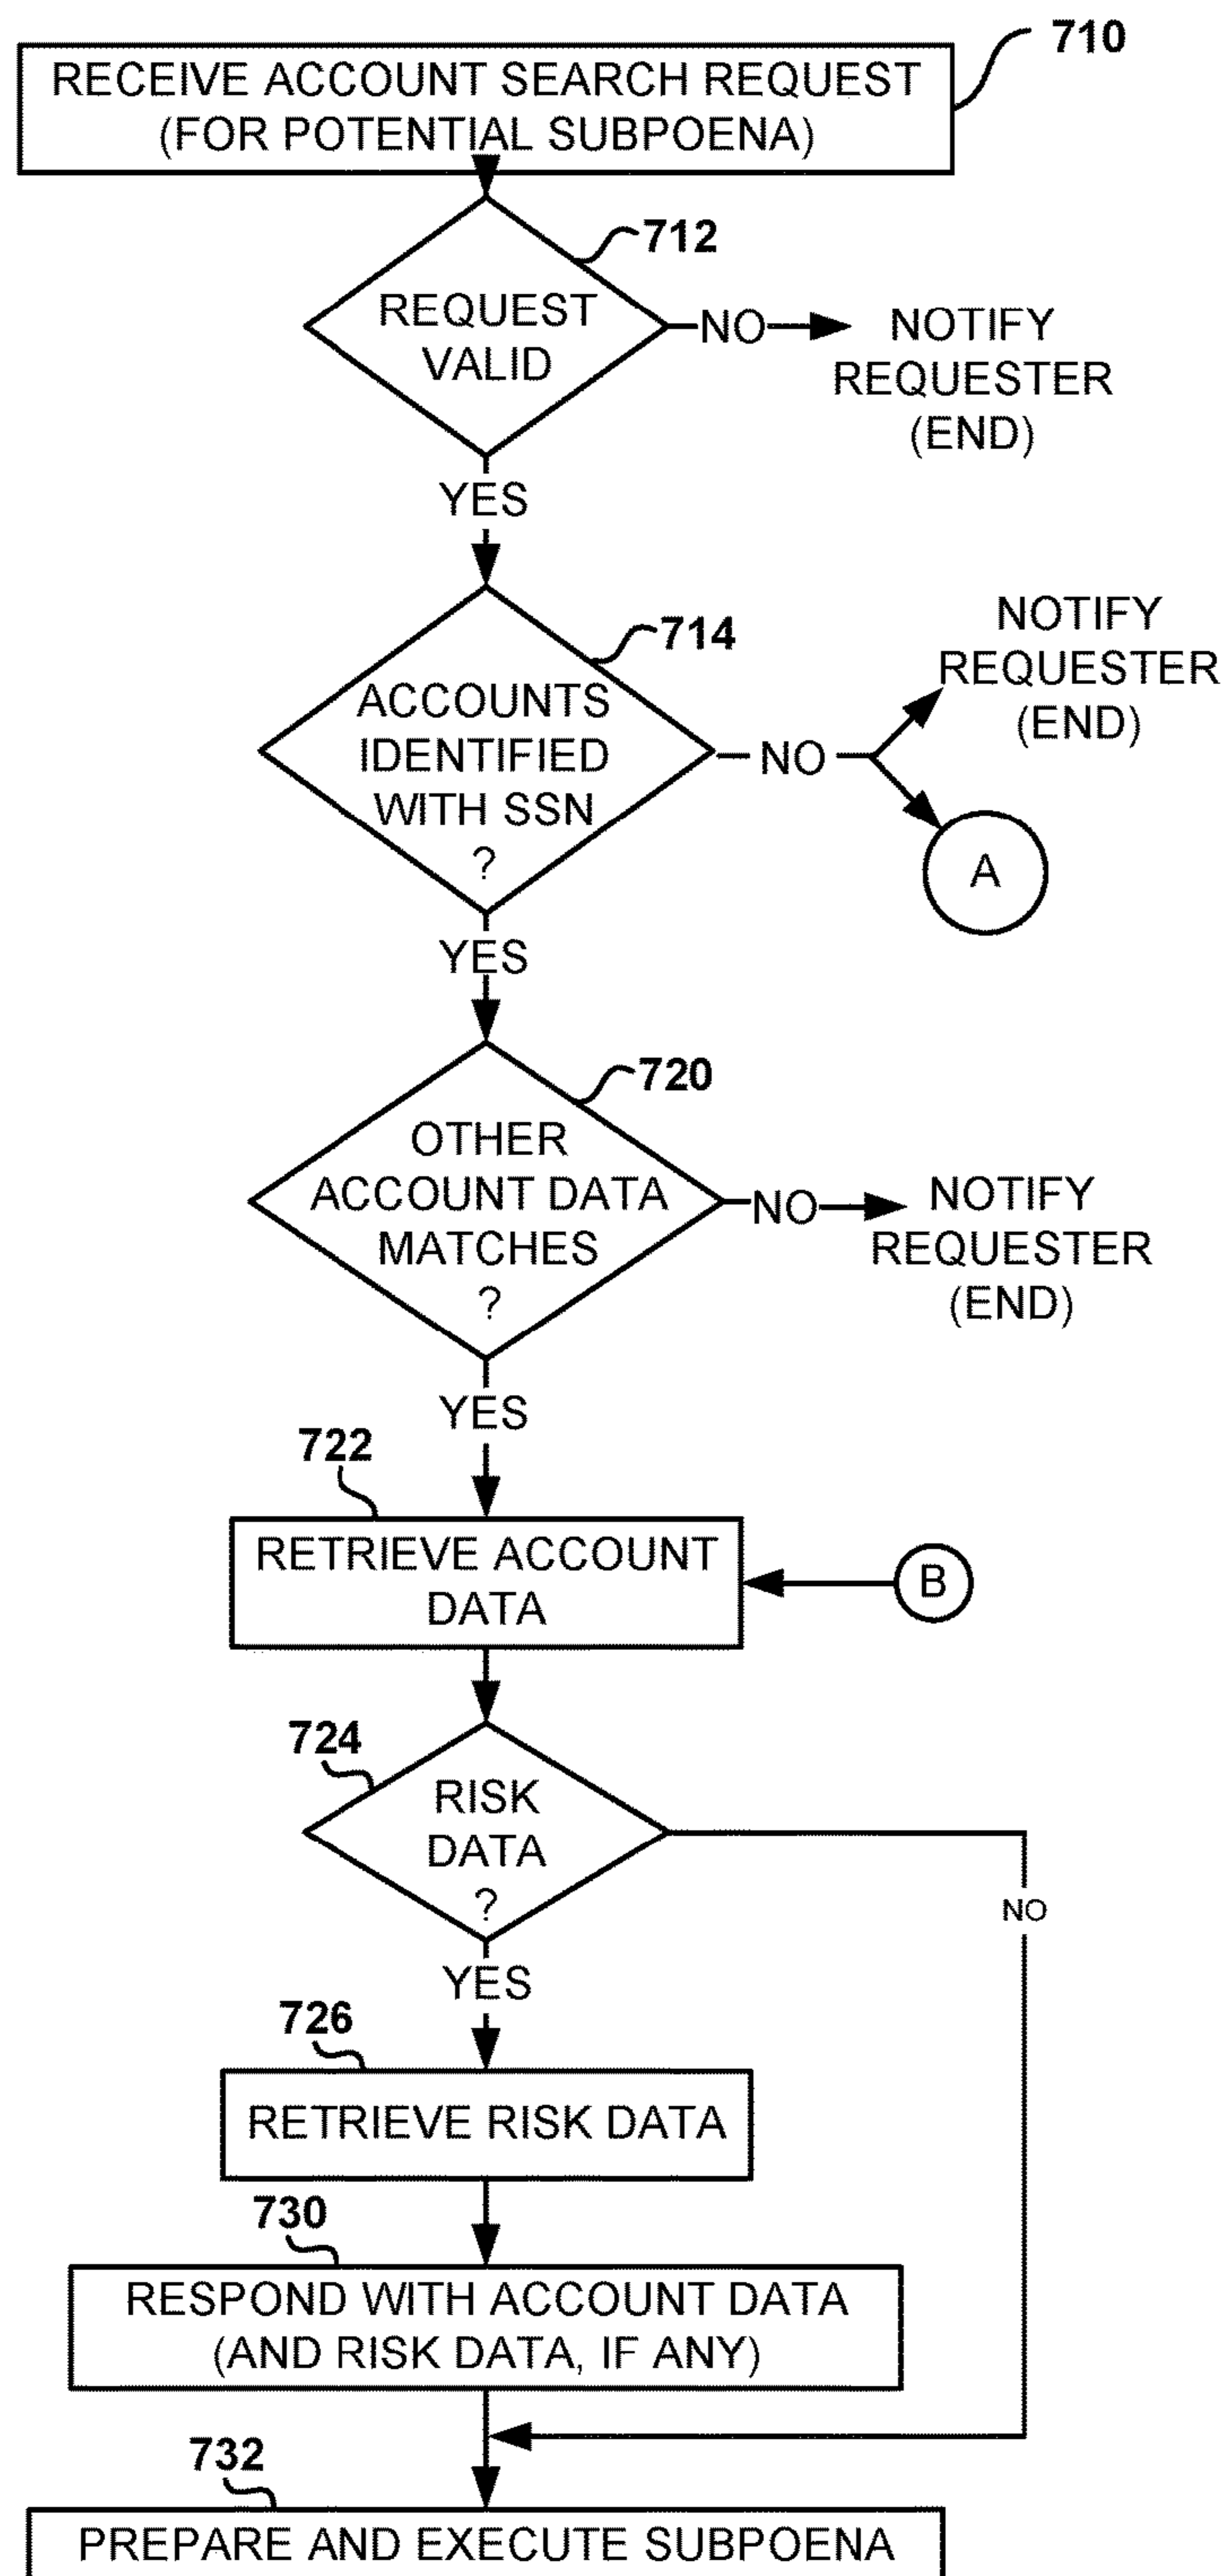 710
RECEIVE ACCOUNT SEARCH REQUEST
(FOR POTENTIAL SUBPOENA)
712
REQUEST
VALID
NO
NOTIFY
REQUESTER
(END)
YES
714
ACCOUNTS
IDENTIFIED
WITH SSN
?
NO
NOTIFY
REQUESTER
(END)
A
YES
720
OTHER
ACCOUNT DATA
MATCHES
?
NO
NOTIFY
REQUESTER
(END)
YES
722
RETRIEVE ACCOUNT
DATA
B
724
RISK
DATA
?
NO
YES
726
RETRIEVE RISK DATA
730
RESPOND WITH ACCOUNT DATA
(AND RISK DATA, IF ANY)
732
PREPARE AND EXECUTE SUBPOENA